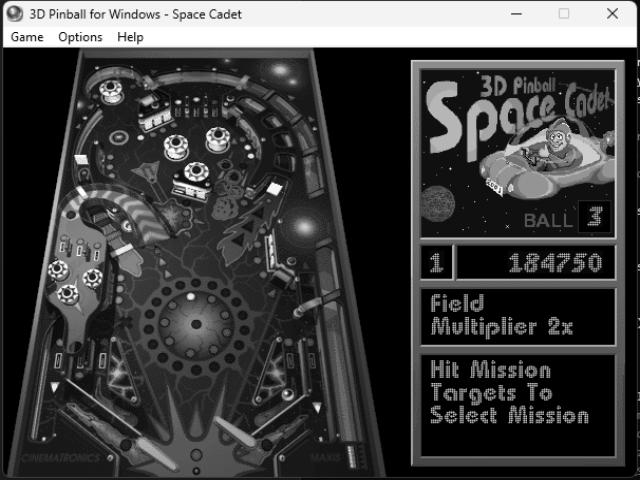 3D Pinball for Windows - Space Cadet
Game Options Help
3D Pinball
Space Cadet
BALL 3
1 184750
Field
Multiplier 2x
Hit Mission
Targets To
Select Mission
CINEMATRONICS
MAXIS